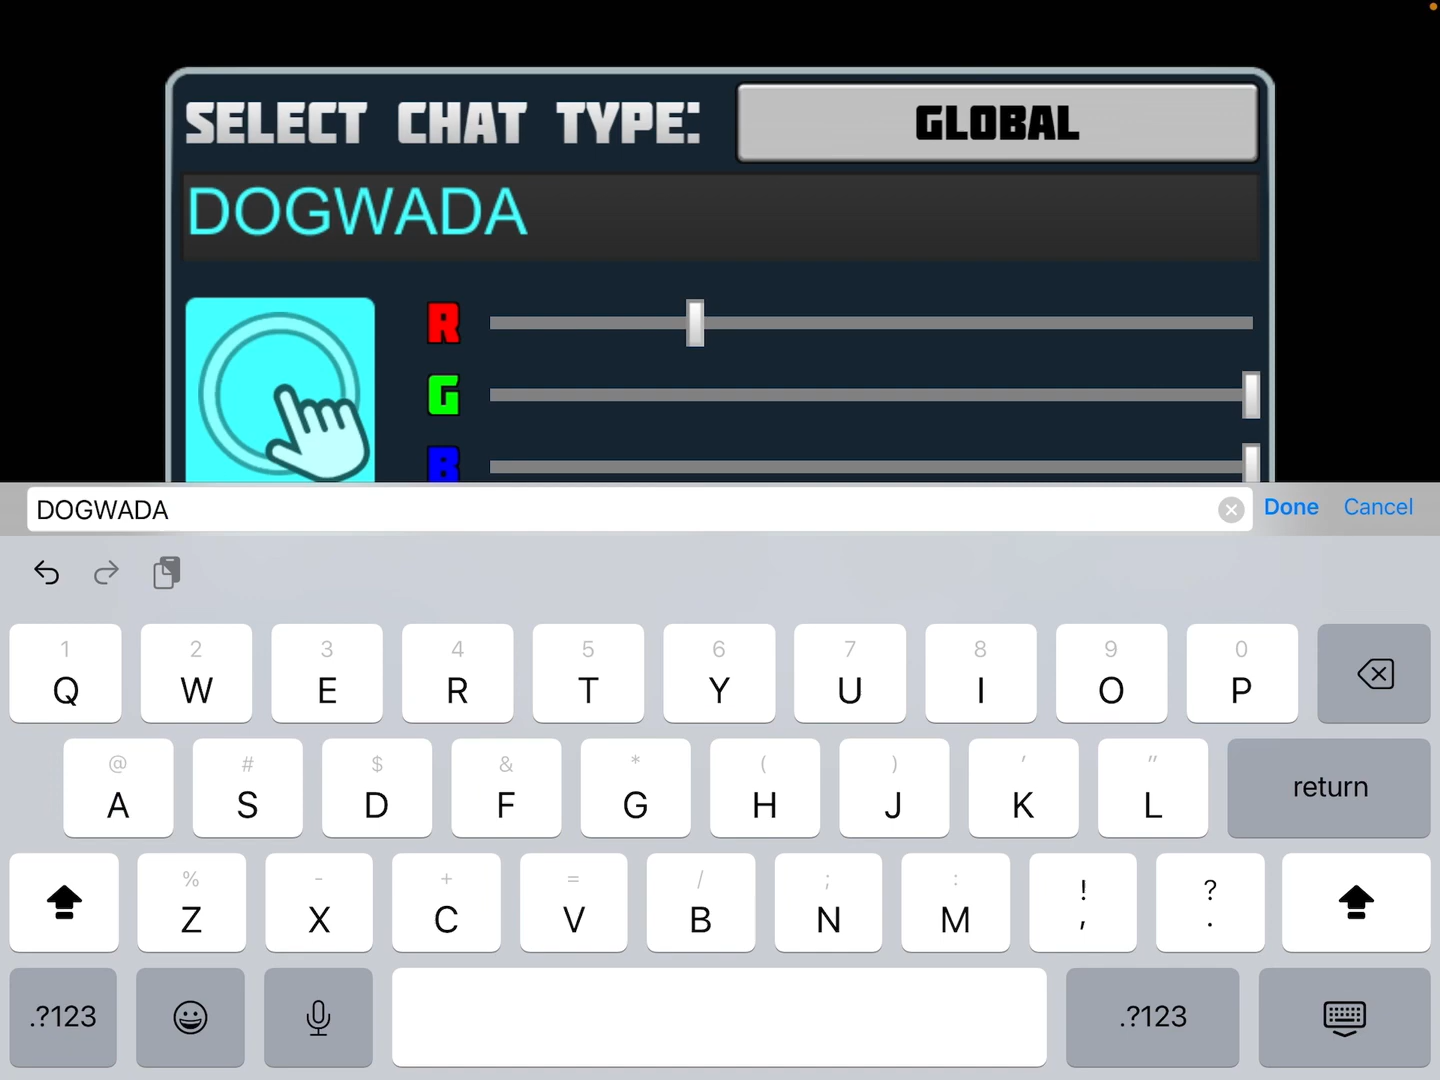 SELECT CHAT TYPE: GLOBAL
DOGWADA
R
G
B
DOGWADA Done Cancel
1 2 3 4 5 6 7 8 9 0
Q W E R T Y U I O P
@ # $ & * ( ) ' "
A S D F G H J K L return
% - + = / ; : ! ?
Z X C V B N M , .
.?123 .?123